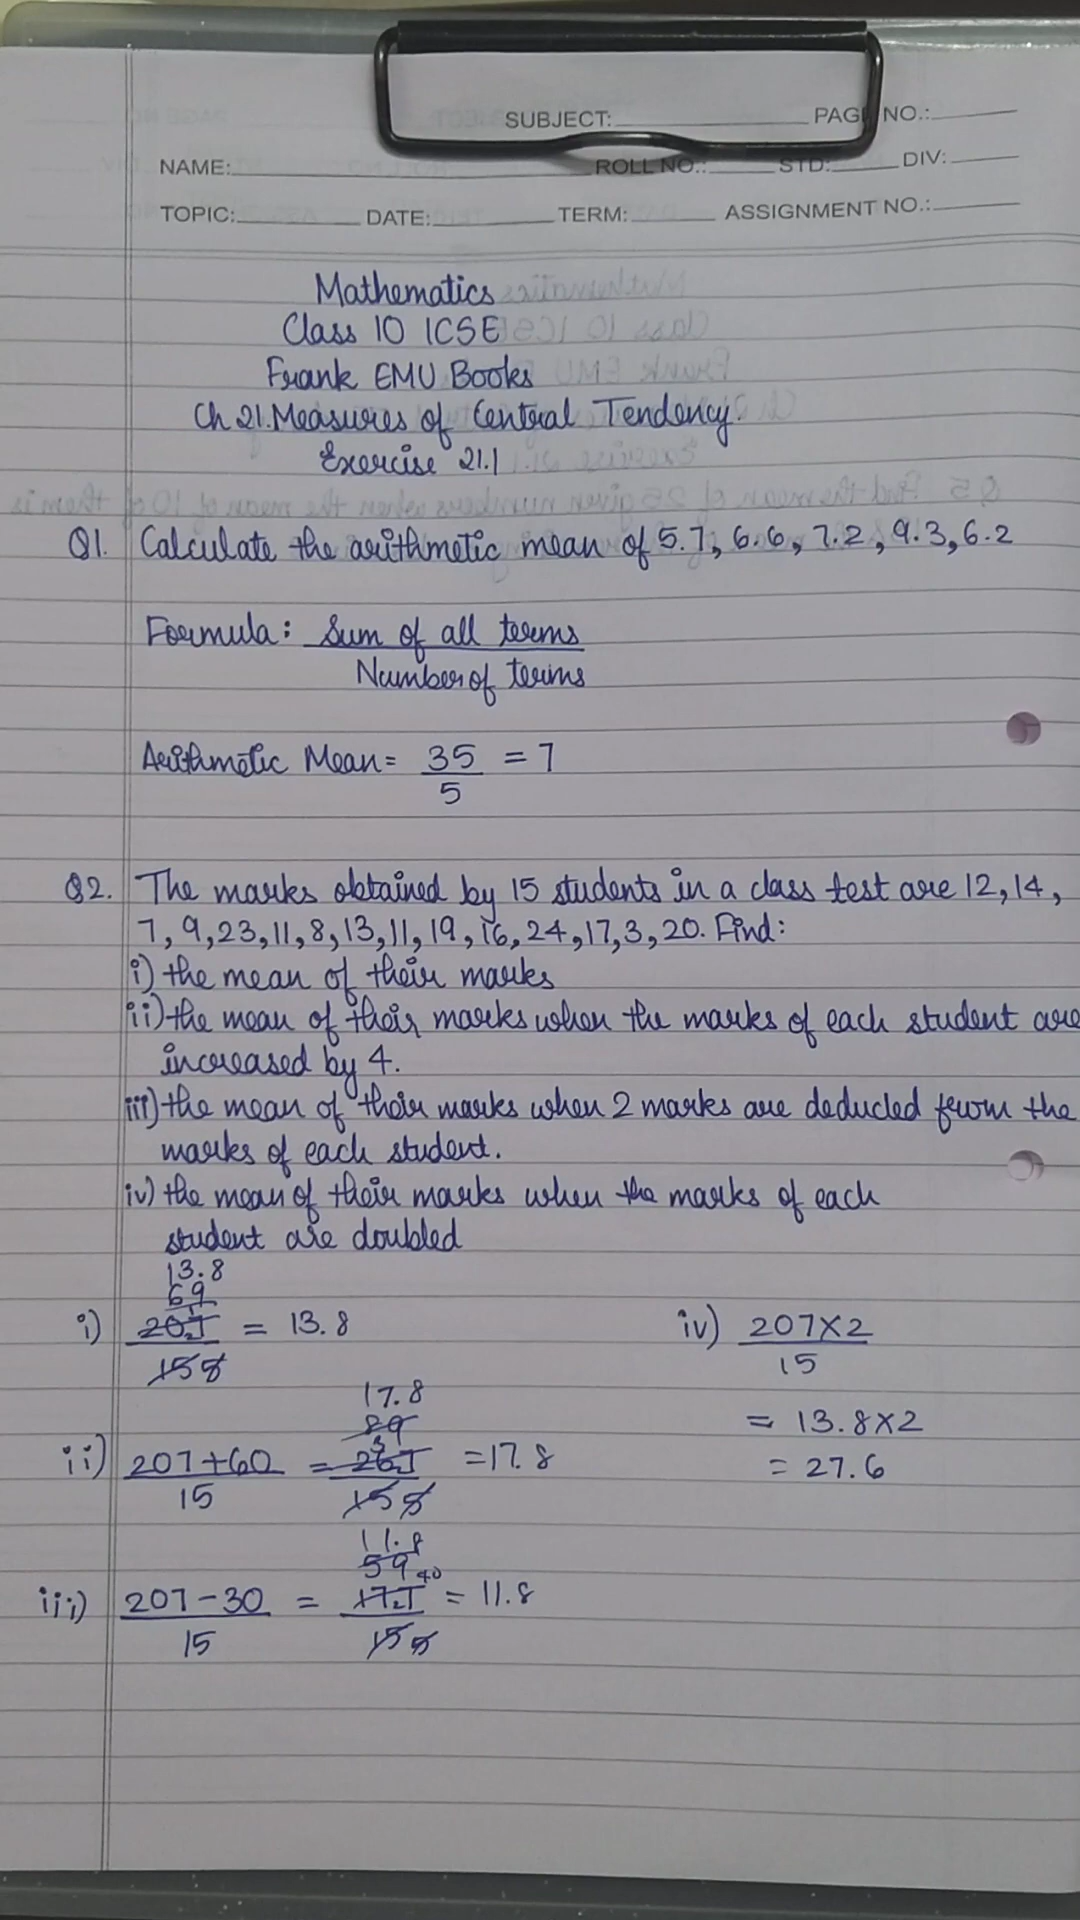 SUBJECT: PAGE NO.:
NAME: ROLL NO.: STD: DIV:
TOPIC: DATE: TERM: ASSIGNMENT NO.:
Mathematics
Class 10 ICSE
Frank EMU Books
Ch 21. Measures of Central Tendency.
Exercise 21.1
Q1. Calculate the arithmetic mean of 5.7, 6.6, 7.2, 9.3, 6.2
Formula: Sum of all terms
Number of terms
Arithmetic Mean = 35 = 7
5
Q2. The marks obtained by 15 students in a class test are 12, 14,
7, 9, 23, 11, 8, 13, 11, 19, 16, 24, 17, 3, 20. Find:
i) the mean of their marks
ii) the mean of their marks when the marks of each student are
increased by 4.
iii) the mean of their marks when 2 marks are deducted from the
marks of each student.
iv) the mean of their marks when the marks of each
student are doubled
13.8
69
i) 207 = 13.8 iv) 207×2
15 5 15
17.8 = 13.8×2
89
ii) 207+60 = 267 = 17.8 = 27.6
15 15 5
11.8
59 40
iii) 207-30 = 177 = 11.8
15 15 5